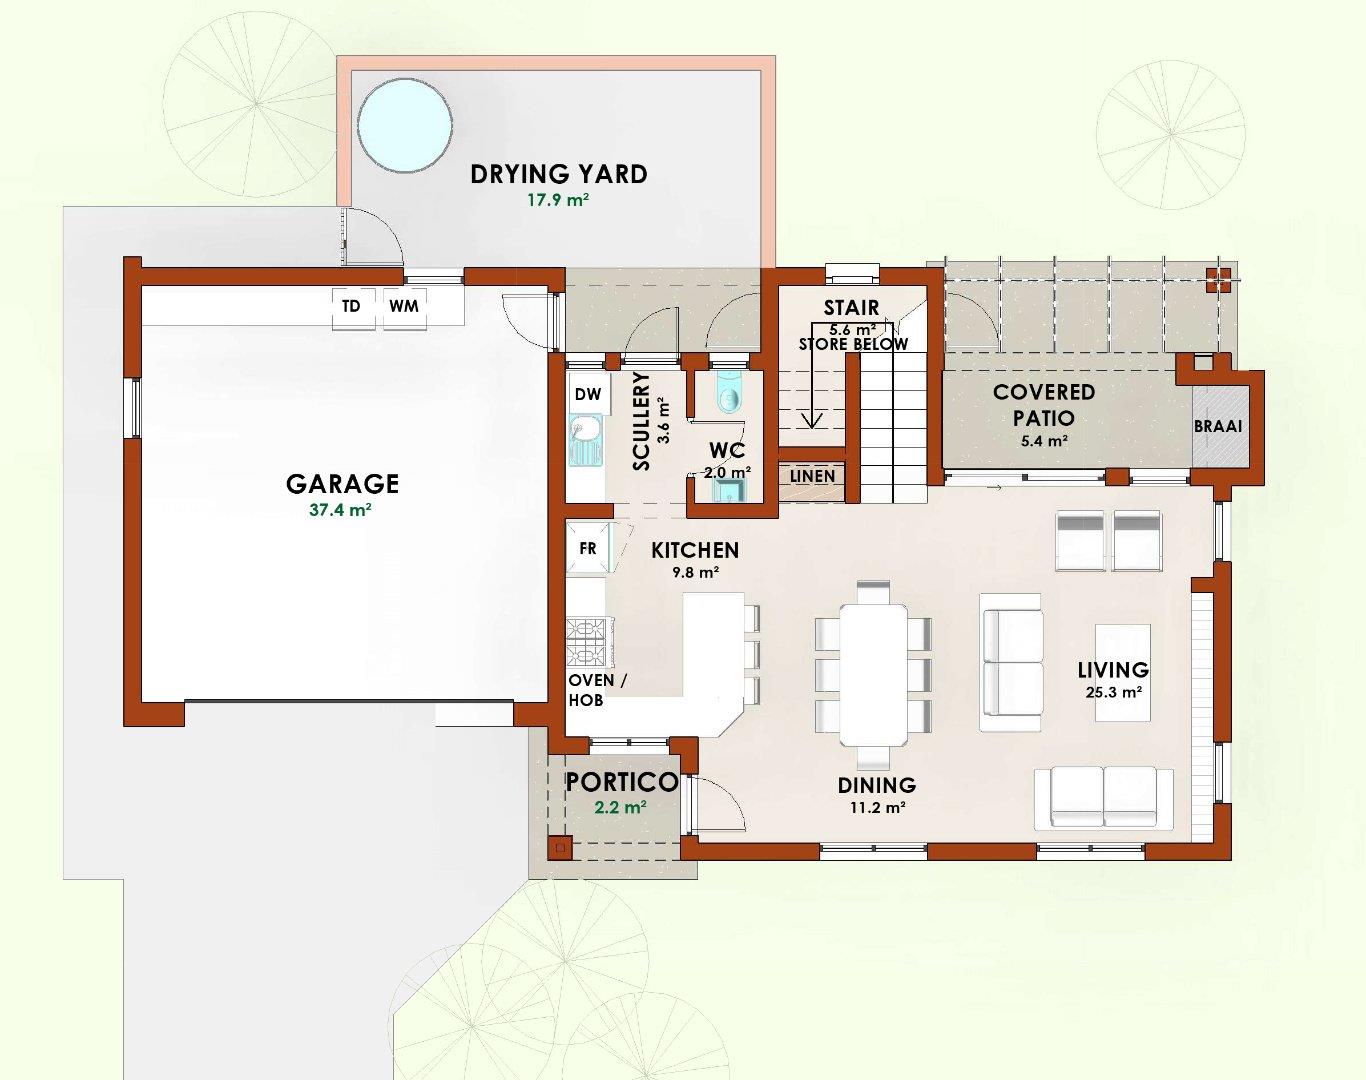 DRYING YARD
17.9 m²
TD
WM
STAIR
5.6 m²
STORE BELOW
DW
SCULLERY
3.6 m²
WC
2.0 m²
LINEN
COVERED
PATIO
5.4 m²
BRAAI
GARAGE
37.4 m²
FR
KITCHEN
9.8 m²
OVEN /
HOB
LIVING
25.3 m²
PORTICO
2.2 m²
DINING
11.2 m²